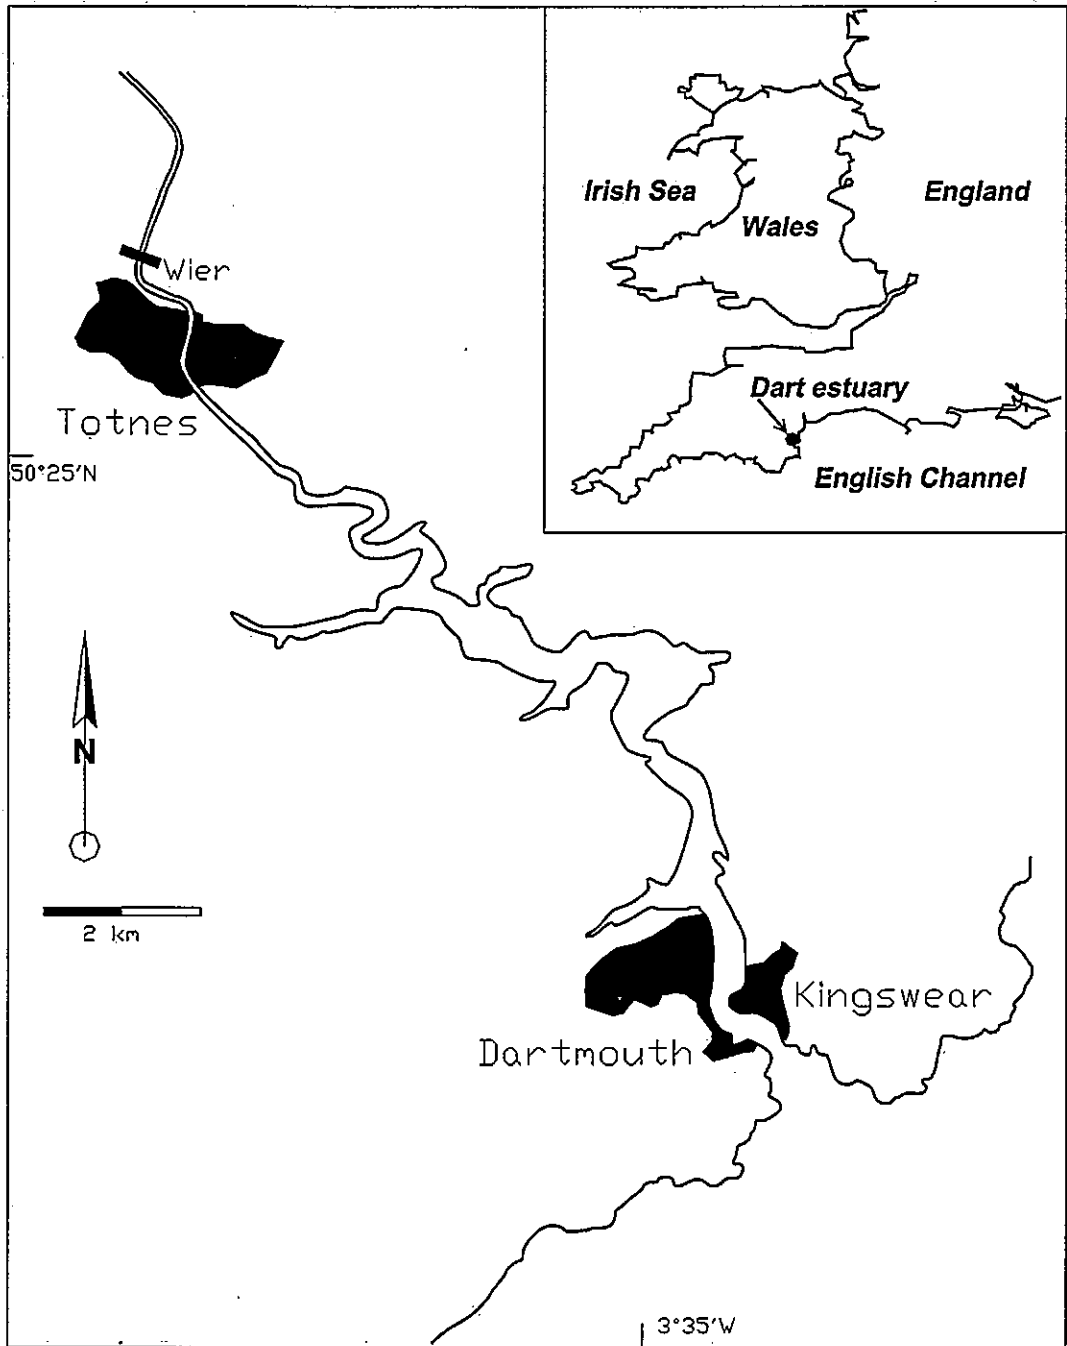 Irish Sea
England
Wales
Wier
Dart estuary
Totnes
50°25'N
English Channel
N
2 km
Kingswear
Dartmouth
3°35'W